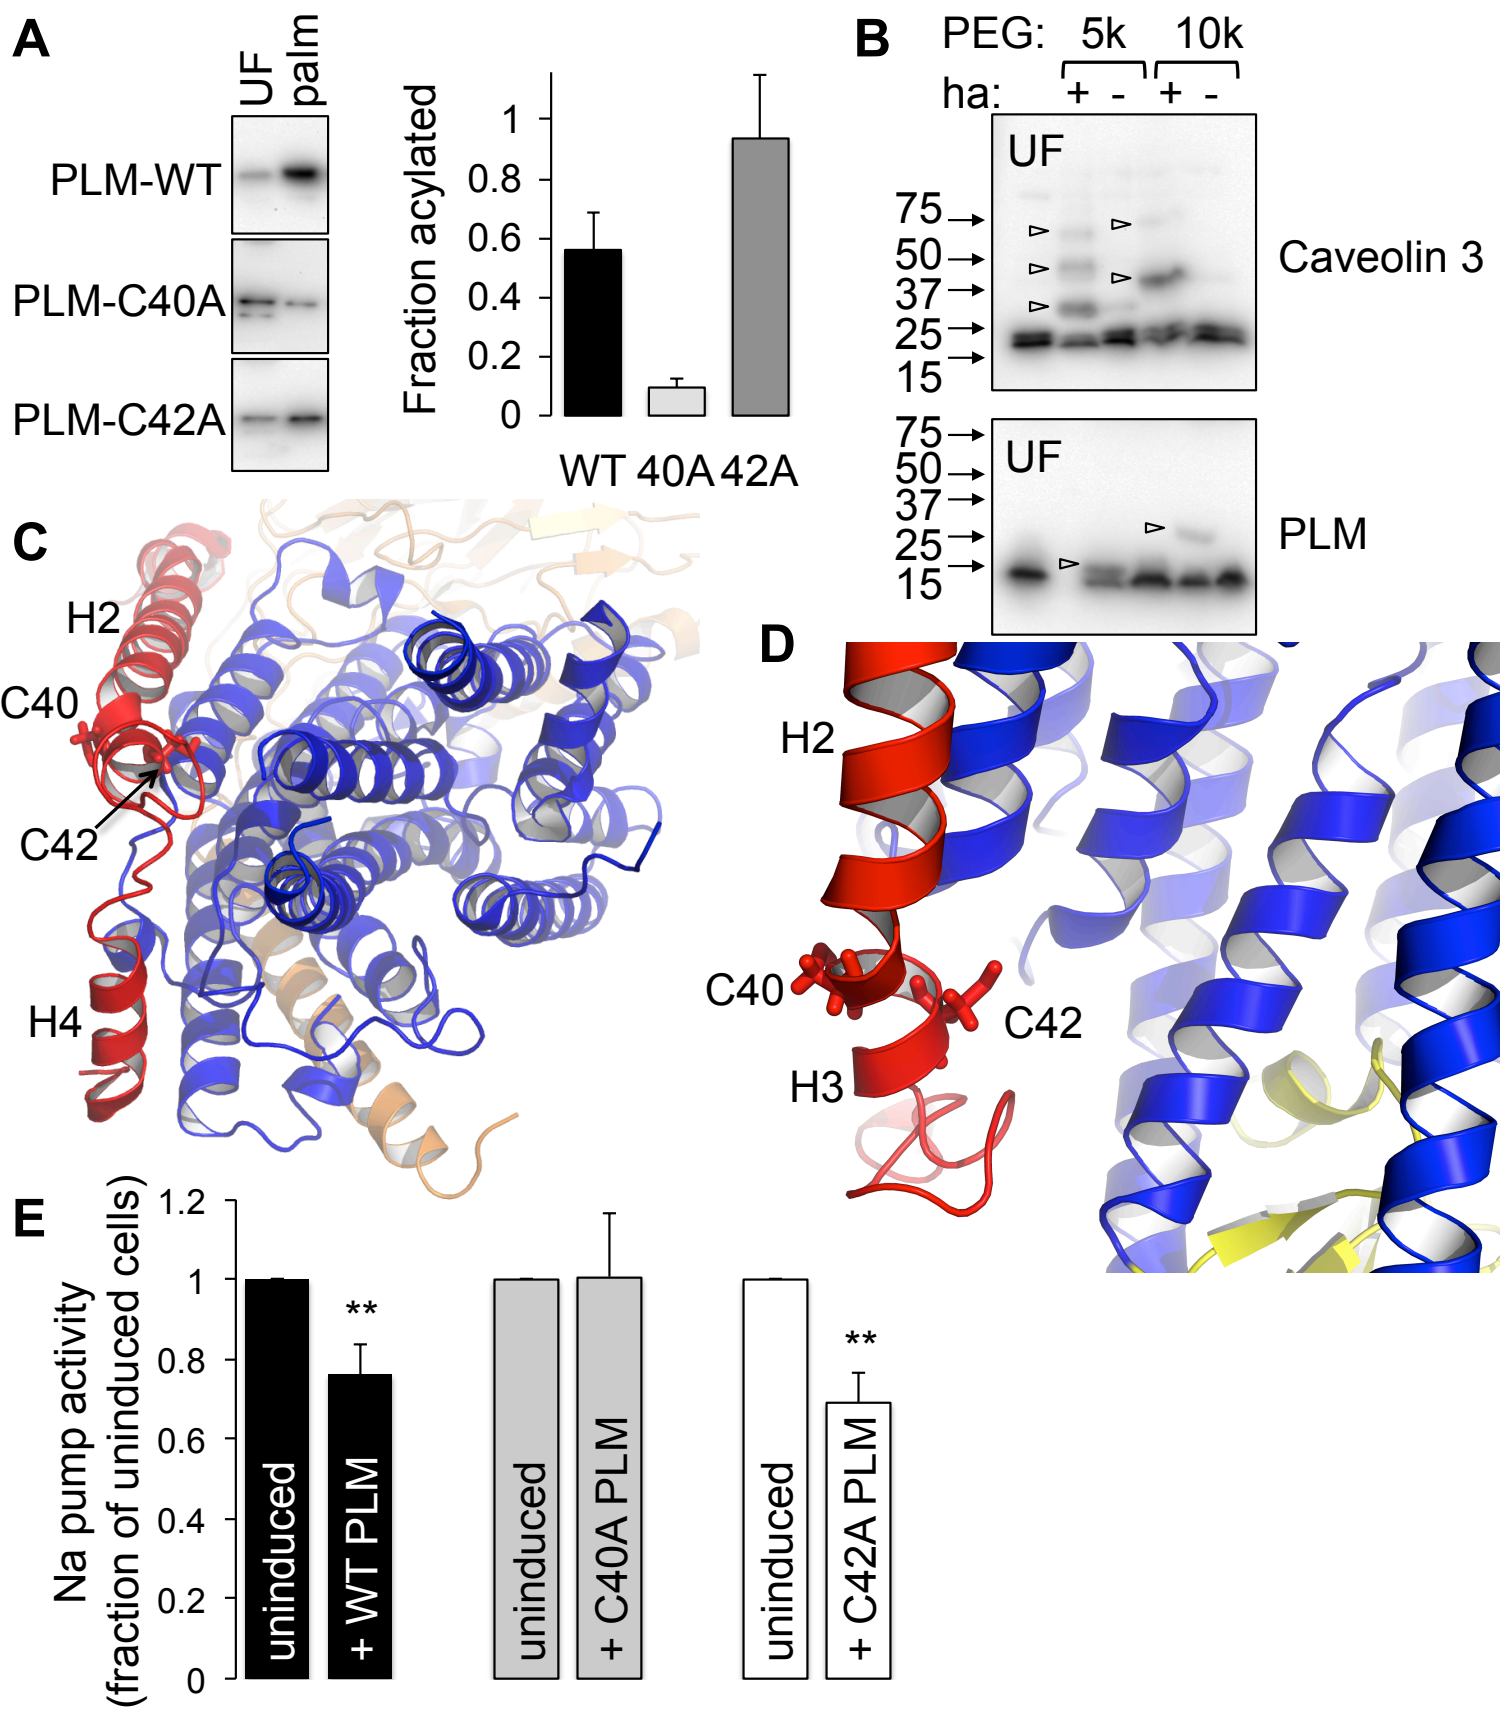 A
UF
palm
PLM-WT
PLM-C40A
PLM-C42A
Fraction acylated
1
0.8
0.6
0.4
0.2
0
WT 40A 42A
B
PEG: 5k 10k
ha: + - + -
UF
75
50
37
25
15
Caveolin 3
UF
75
50
37
25
15
PLM
C
H2
C40
C42
H4
D
H2
C40
C42
H3
E
Na pump activity
(fraction of uninduced cells)
1.2
1
0.8
0.6
0.4
0.2
0
uninduced
**
+ WT PLM
uninduced
+ C40A PLM
uninduced
**
+ C42A PLM